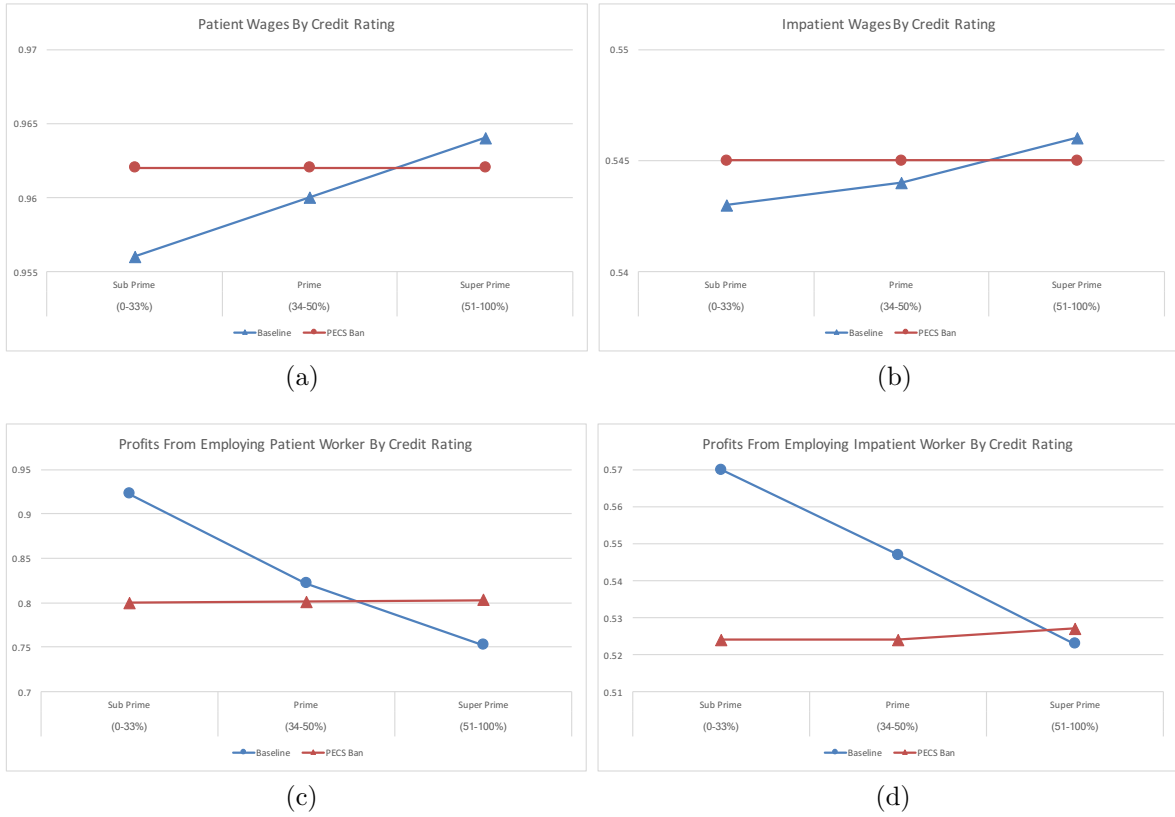 Patient Wages By Credit Rating
0.97
0.965
0.96
0.955
Sub Prime Prime Super Prime
(0-33%) (34-50%) (51-100%)
Baseline PECS Ban
(a)
Impatient Wages By Credit Rating
0.55
0.545
0.54
Sub Prime Prime Super Prime
(0-33%) (34-50%) (51-100%)
Baseline PECS Ban
(b)
Profits From Employing Patient Worker By Credit Rating
0.95
0.9
0.85
0.8
0.75
0.7
Sub Prime Prime Super Prime
(0-33%) (34-50%) (51-100%)
Baseline PECS Ban
(c)
Profits From Employing Impatient Worker By Credit Rating
0.57
0.56
0.55
0.54
0.53
0.52
0.51
Sub Prime Prime Super Prime
(0-33%) (34-50%) (51-100%)
Baseline PECS Ban
(d)